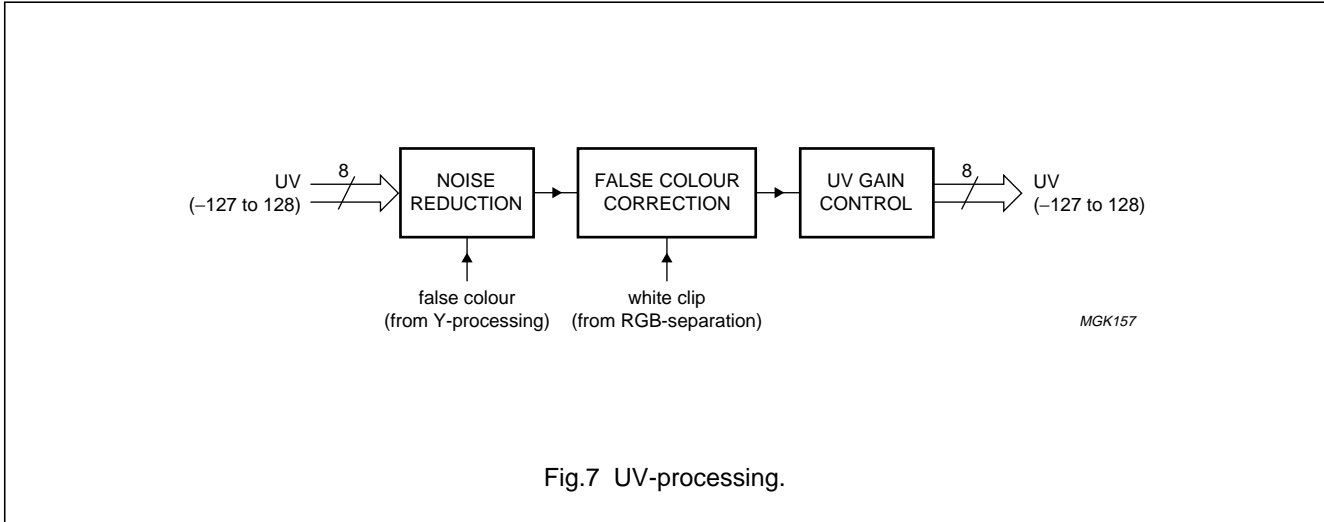 UV
(−127 to 128)
8
NOISE
REDUCTION
FALSE COLOUR
CORRECTION
UV GAIN
CONTROL
8
UV
(−127 to 128)
false colour
(from Y-processing)
white clip
(from RGB-separation)
MGK157
Fig.7 UV-processing.